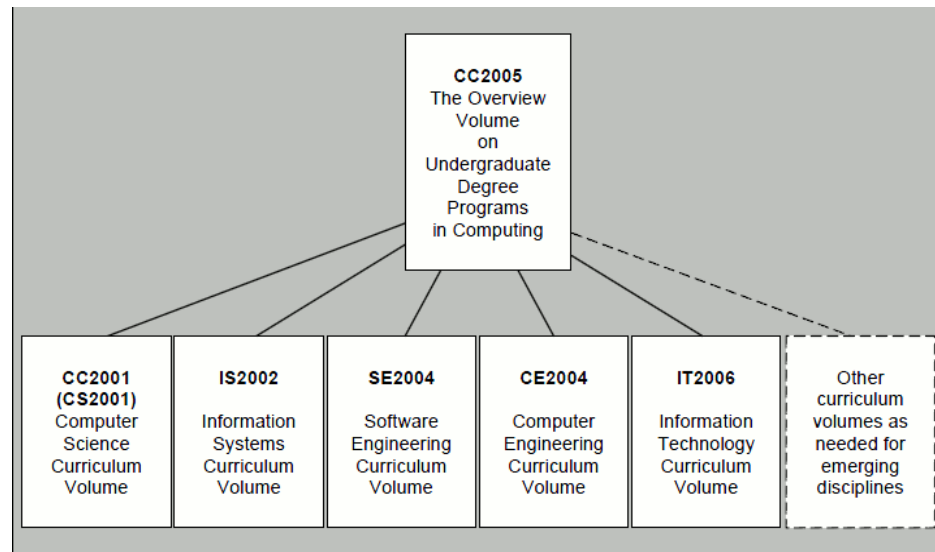 CC2005
The Overview
Volume
on
Undergraduate
Degree
Programs
in Computing
CC2001
(CS2001)
Computer
Science
Curriculum
Volume
IS2002
Information
Systems
Curriculum
Volume
SE2004
Software
Engineering
Curriculum
Volume
CE2004
Computer
Engineering
Curriculum
Volume
IT2006
Information
Technology
Curriculum
Volume
Other
curriculum
volumes as
needed for
emerging
disciplines